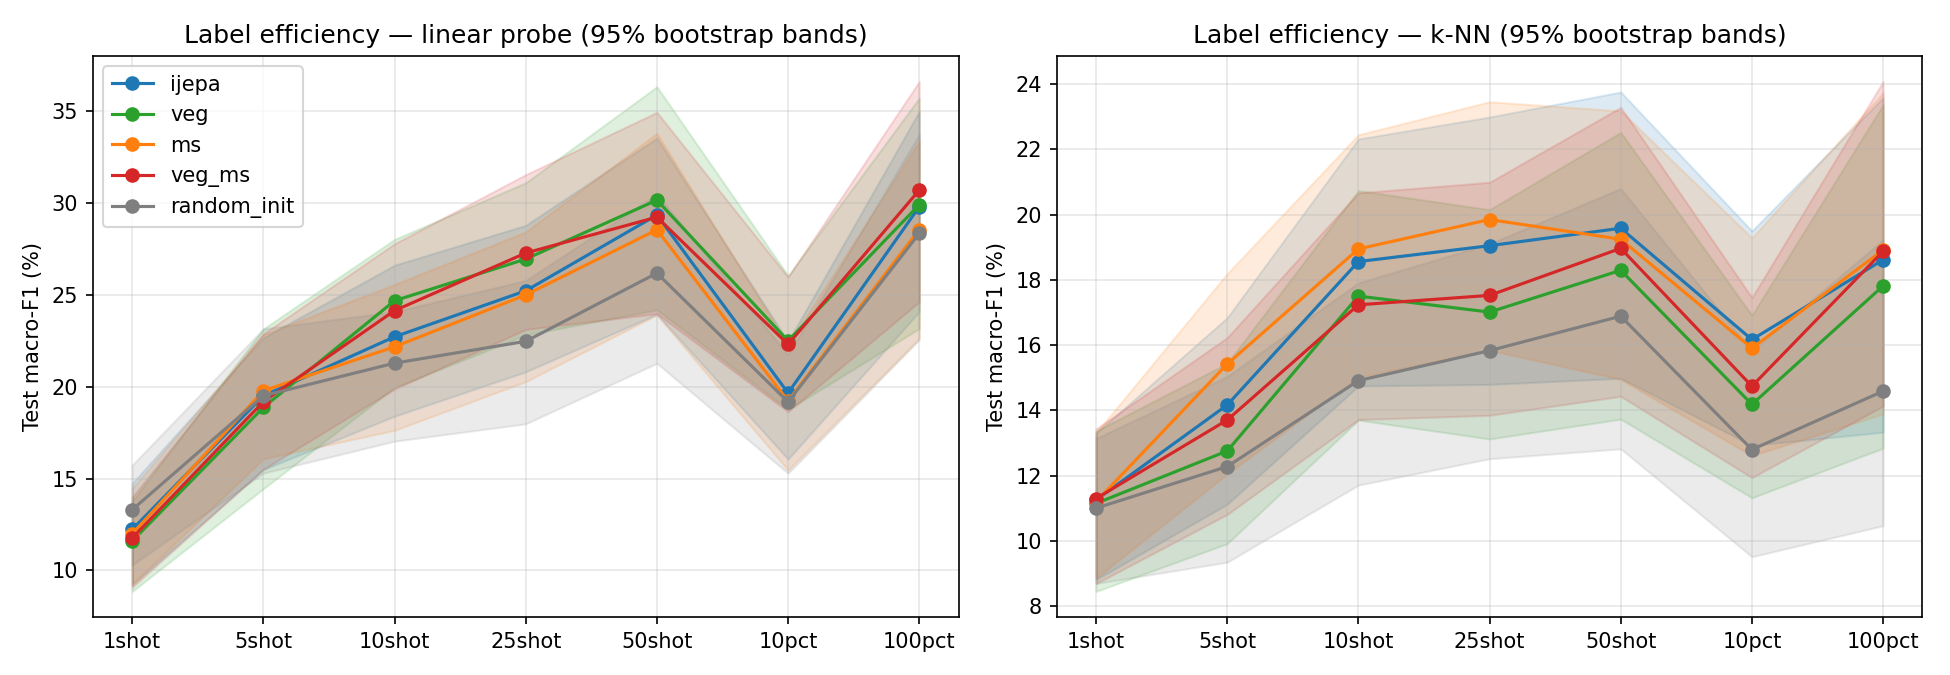 Label efficiency — linear probe (95% bootstrap bands)
ijepa
veg
ms
veg_ms
random_init
Test macro-F1 (%)
35
30
25
20
15
10
1shot 5shot 10shot 25shot 50shot 10pct 100pct
Label efficiency — k-NN (95% bootstrap bands)
Test macro-F1 (%)
24
22
20
18
16
14
12
10
8
1shot 5shot 10shot 25shot 50shot 10pct 100pct